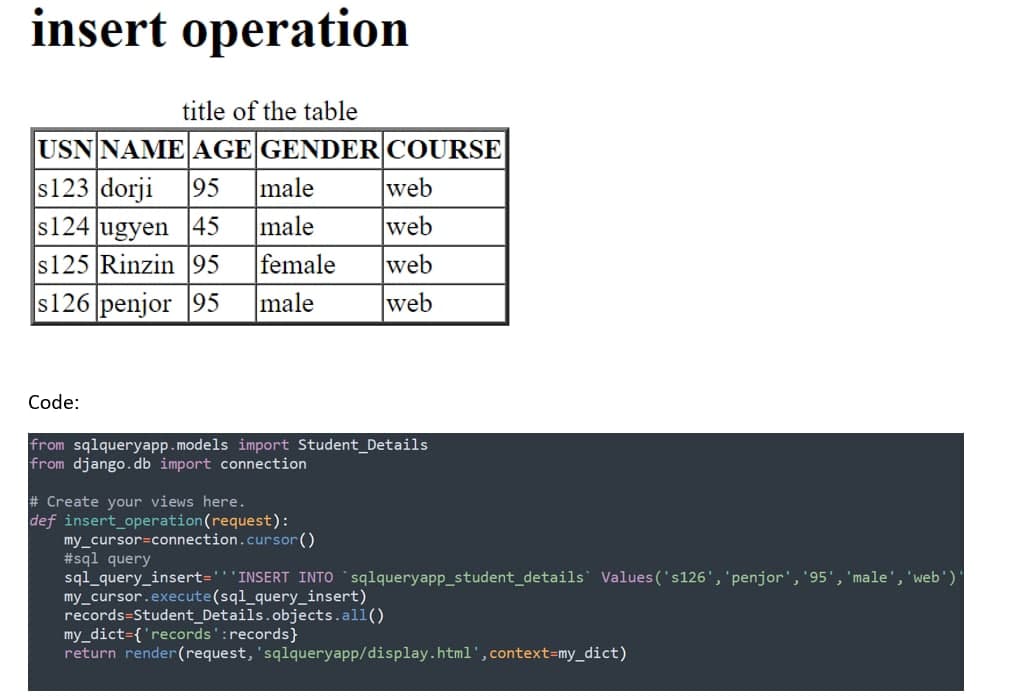 insert operation
title of the table
USN NAME AGE GENDER COURSE
s123 dorji 95 male web
s124 ugyen 45 male web
s125 Rinzin 95 female web
s126 penjor 95 male web
Code:
from sqlqueryapp.models import Student_Details
from django.db import connection
# Create your views here.
def insert_operation(request):
my_cursor=connection.cursor()
#sql query
sql_query_insert='''INSERT INTO `sqlqueryapp_student_details` Values('s126','penjor','95','male','web')'
my_cursor.execute(sql_query_insert)
records=Student_Details.objects.all()
my_dict={'records':records}
return render(request,'sqlqueryapp/display.html',context=my_dict)